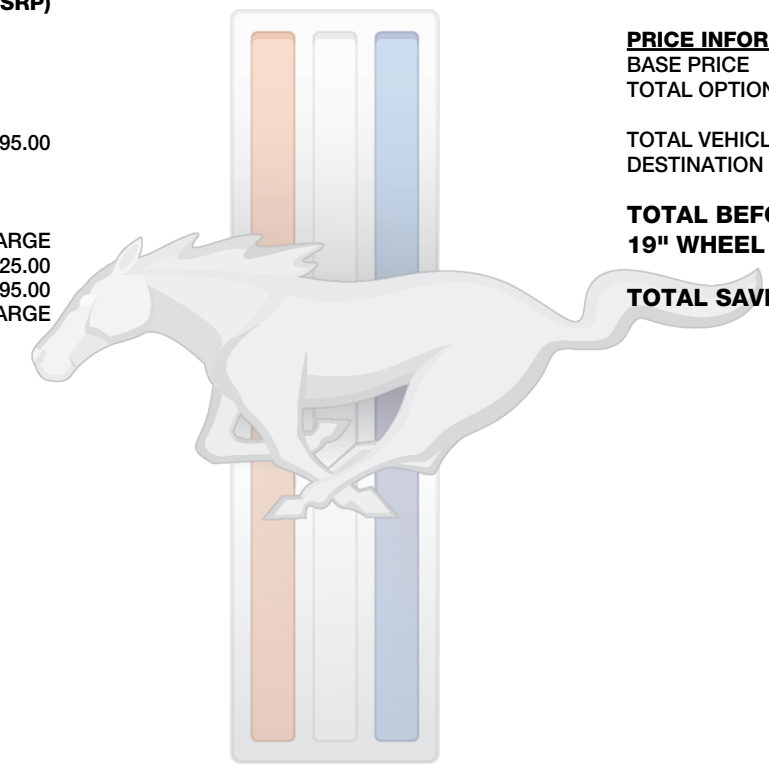 SRP)
95.00
ARGE
25.00
95.00
ARGE
PRICE INFOR
BASE PRICE
TOTAL OPTION
TOTAL VEHICL
DESTINATION
TOTAL BEFO
19" WHEEL
TOTAL SAVI